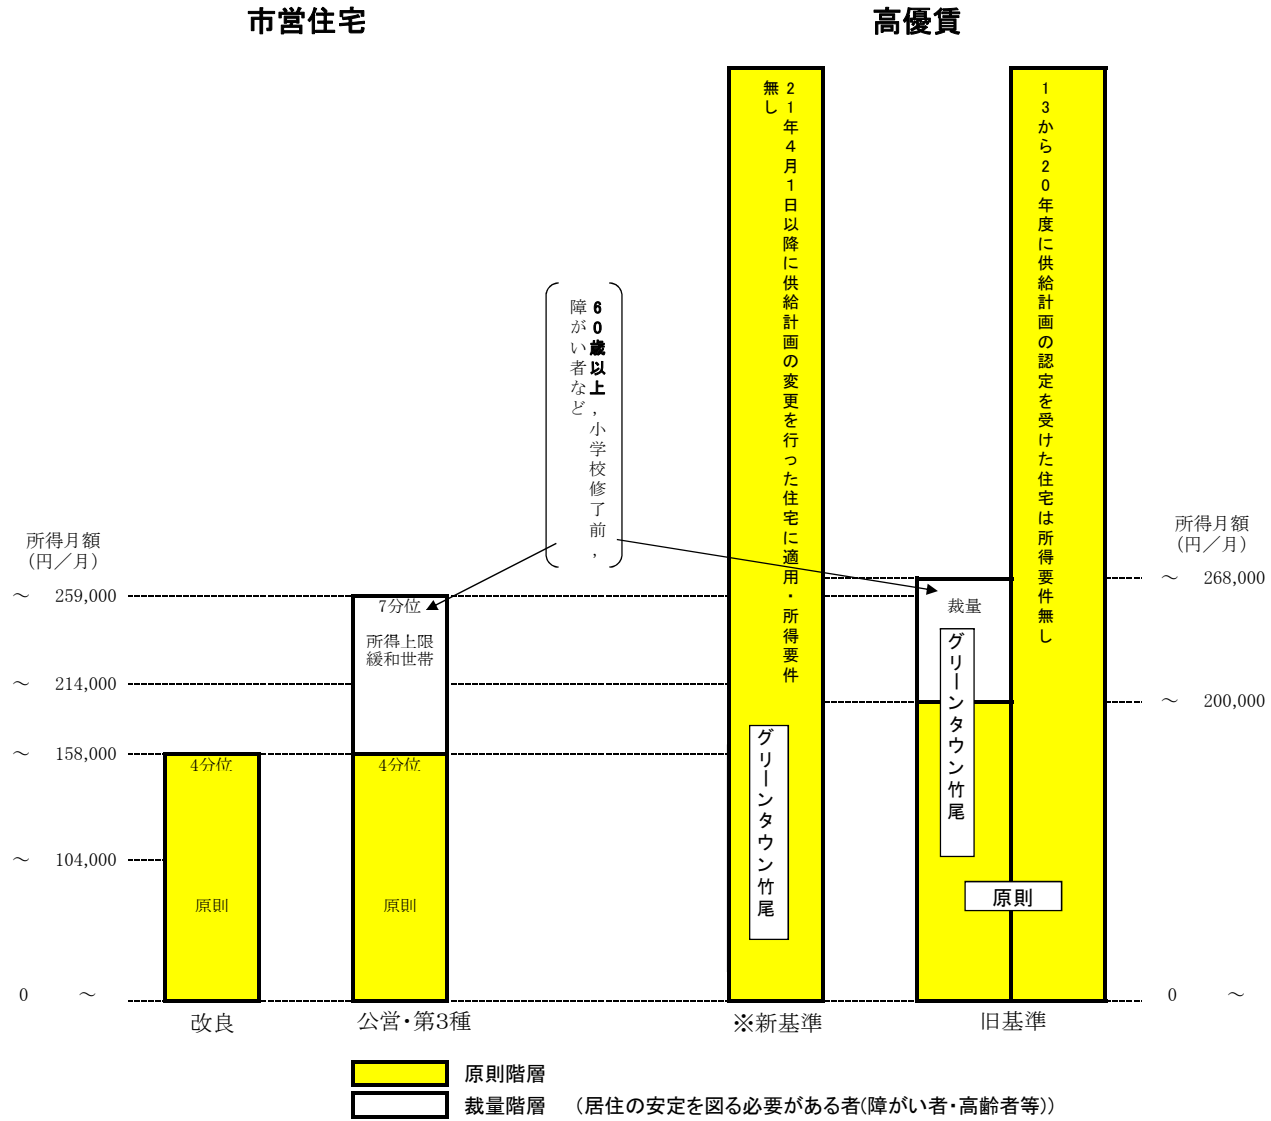 市営住宅
高優賃
21年4月1日以降に供給計画の変更を行った住宅に適用・所得要件
無し
13から20年度に供給計画の認定を受けた住宅は所得要件無し
60歳以上,小学校修了前,
障がい者など
所得月額
(円／月)
～ 259,000
～ 214,000
～ 158,000
～ 104,000
0 ～
所得月額
(円／月)
～ 268,000
～ 200,000
0 ～
4分位
原則
7分位
所得上限
緩和世帯
4分位
原則
グリーンタウン竹尾
裁量
グリーンタウン竹尾
原則
改良
公営・第3種
※新基準
旧基準
原則階層
裁量階層 (居住の安定を図る必要がある者(障がい者・高齢者等))